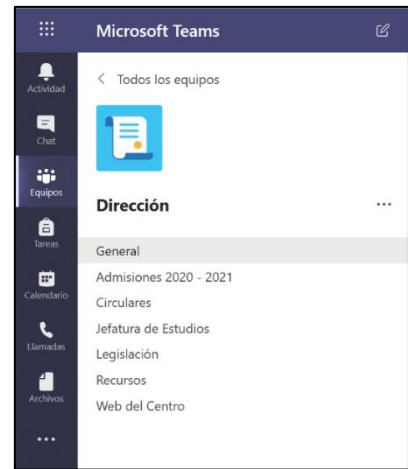 Microsoft Teams
Actividad
Chat
Equipos
Tareas
Calendario
Llamadas
Archivos
Todos los equipos
Dirección
General
Admisiones 2020 - 2021
Circulares
Jefatura de Estudios
Legislación
Recursos
Web del Centro